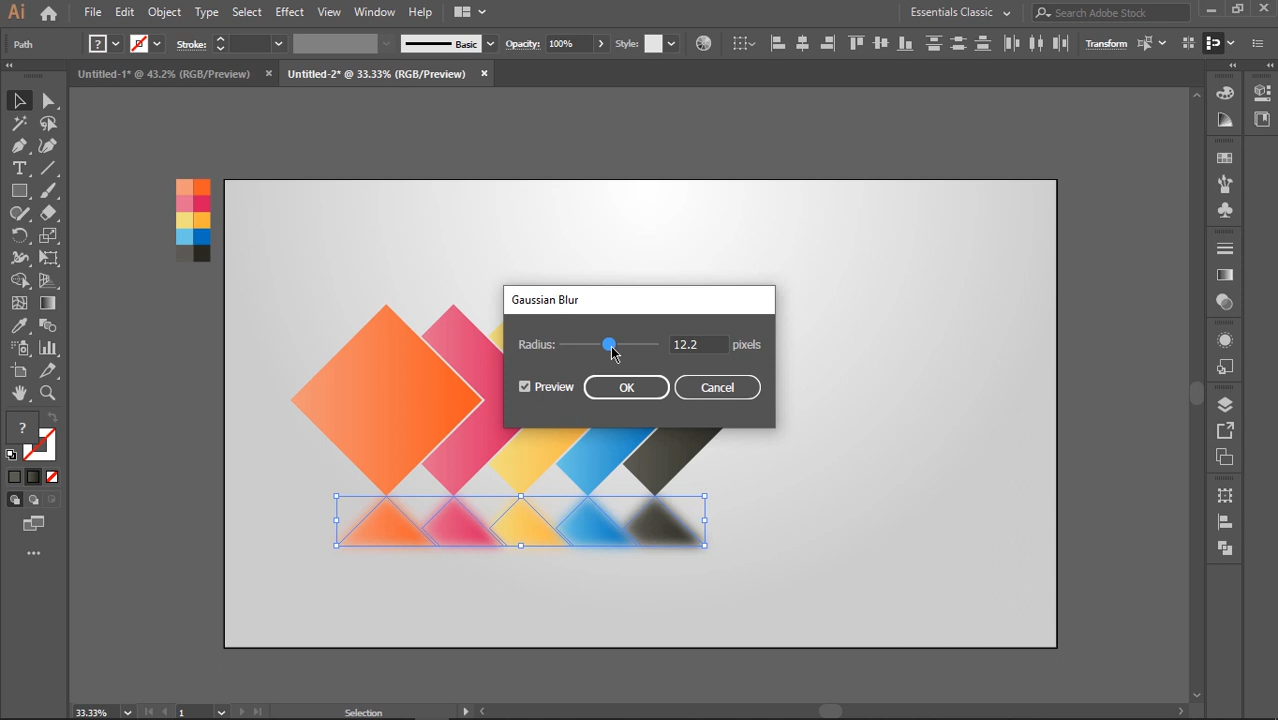 Ai File Edit Object Type Select Effect View Window Help Essentials Classic Search Adobe Stock
Path ? Stroke: Basic Opacity: 100% Style: Transform
Untitled-1* @ 43.2% (RGB/Preview) × Untitled-2* @ 33.33% (RGB/Preview) ×
T
Gaussian Blur
Radius: 12.2 pixels
Preview OK Cancel
?
33.33% 1 Selection